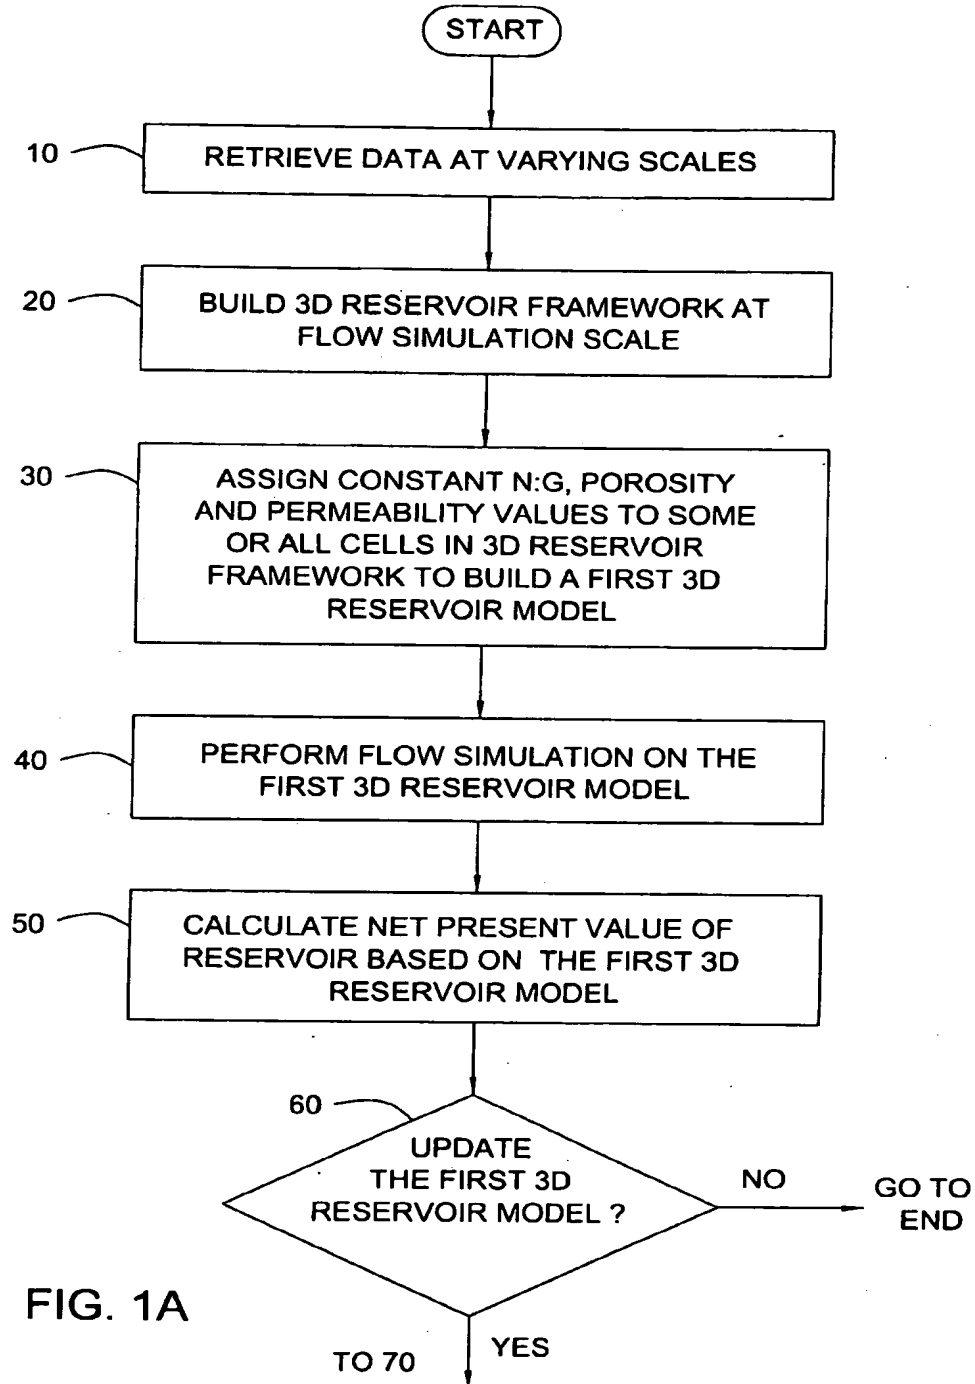 START
10
RETRIEVE DATA AT VARYING SCALES
20
BUILD 3D RESERVOIR FRAMEWORK AT
FLOW SIMULATION SCALE
30
ASSIGN CONSTANT N:G, POROSITY
AND PERMEABILITY VALUES TO SOME
OR ALL CELLS IN 3D RESERVOIR
FRAMEWORK TO BUILD A FIRST 3D
RESERVOIR MODEL
40
PERFORM FLOW SIMULATION ON THE
FIRST 3D RESERVOIR MODEL
50
CALCULATE NET PRESENT VALUE OF
RESERVOIR BASED ON THE FIRST 3D
RESERVOIR MODEL
60
UPDATE
THE FIRST 3D
RESERVOIR MODEL ?
NO
GO TO
END
FIG. 1A
YES
TO 70